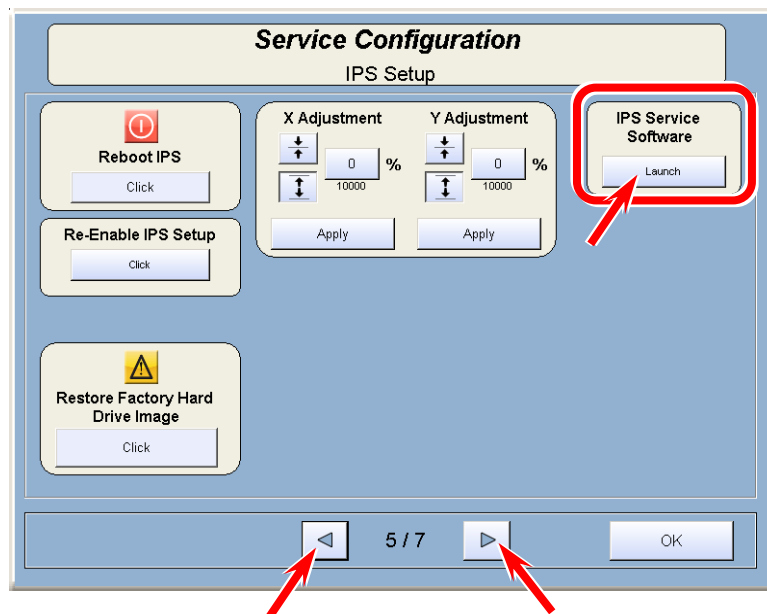 Service Configuration
IPS Setup
Reboot IPS
Click
Re-Enable IPS Setup
Click
Restore Factory Hard
Drive Image
Click
X Adjustment
0 %
10000
Apply
Y Adjustment
0 %
10000
Apply
IPS Service
Software
Launch
5 / 7
OK